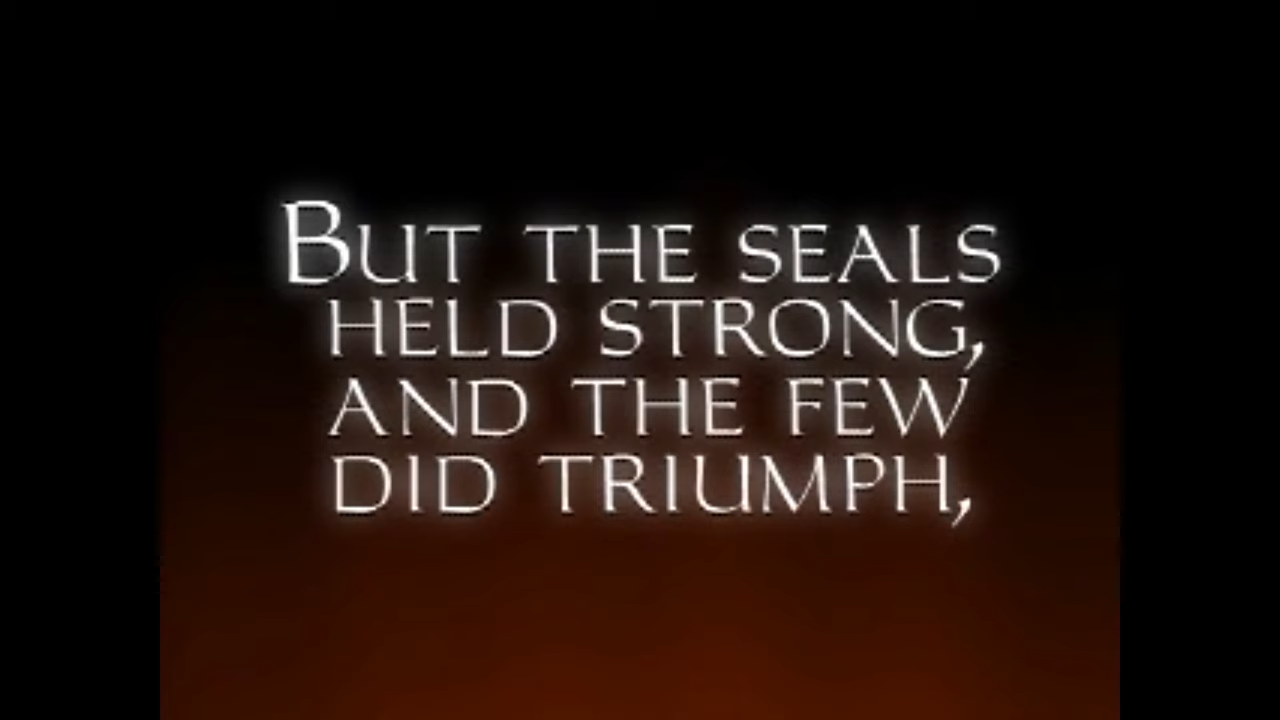 But the seals
held strong,
and the few
did triumph,